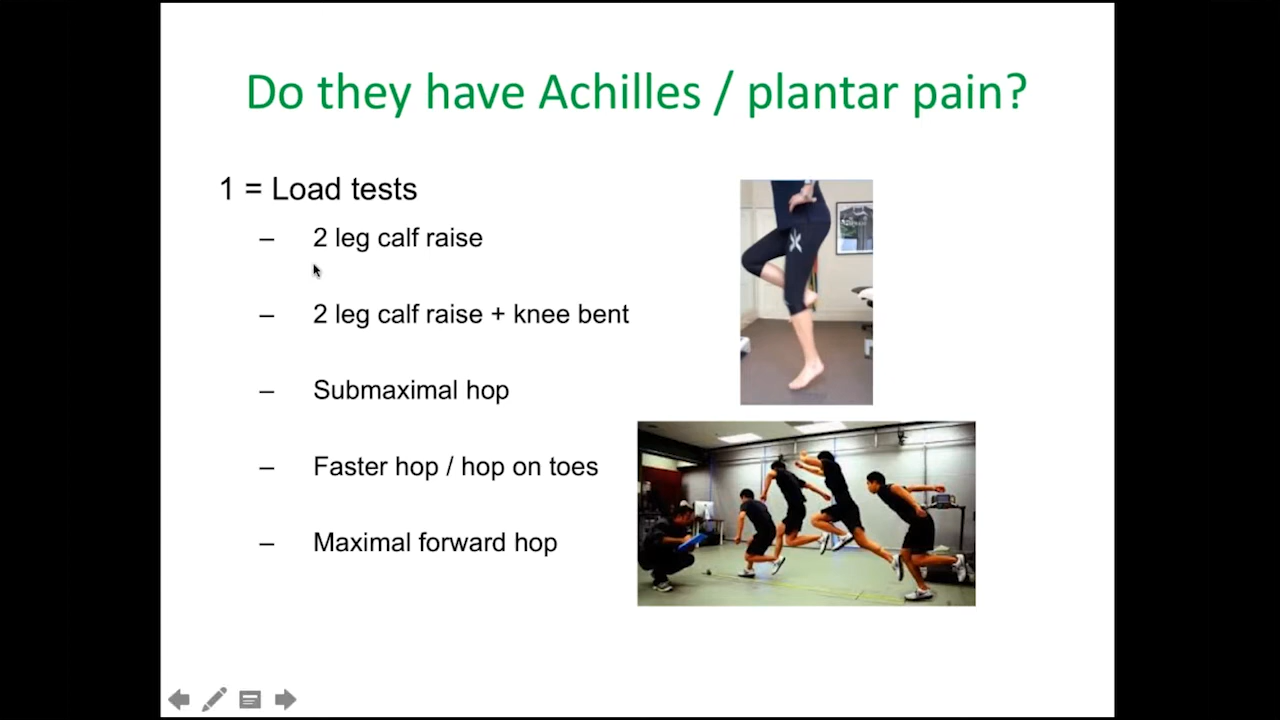 Do they have Achilles / plantar pain?
1 = Load tests
– 2 leg calf raise
– 2 leg calf raise + knee bent
– Submaximal hop
– Faster hop / hop on toes
– Maximal forward hop